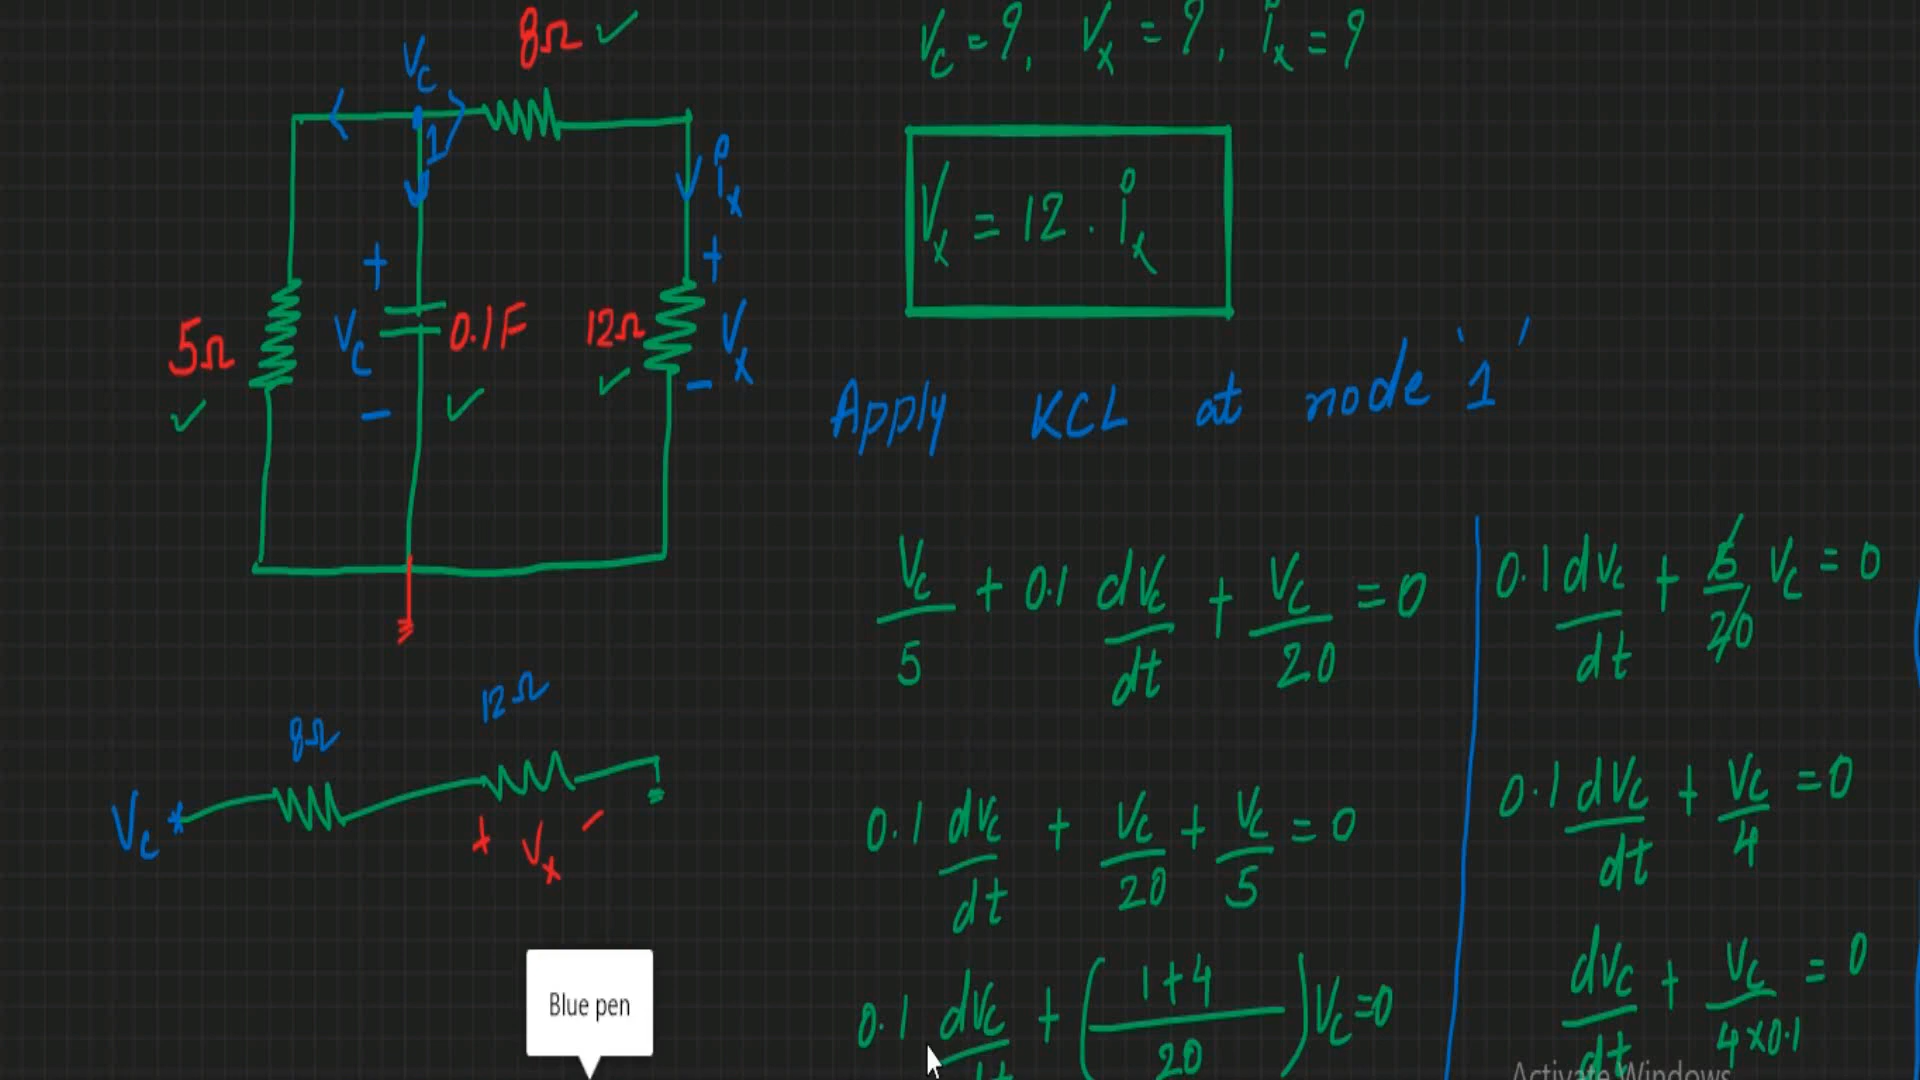 8Ω ✓
Vc
1
ix
+
5Ω ✓
Vc
0.1F ✓
12Ω ✓
+
Vx
-
-
8Ω
12Ω
Vc
+ Vx -
Vc = ?, Vx = ?, ix = ?
Vx = 12 . ix
Apply KCL at node '1'
Vc/5 + 0.1 dVc/dt + Vc/20 = 0
0.1 dVc/dt + Vc/20 + Vc/5 = 0
0.1 dVc/dt + (1+4/20) Vc = 0
0.1 dVc/dt + 5/20 Vc = 0
0.1 dVc/dt + Vc/4 = 0
dVc/dt + Vc/4×0.1 = 0
Blue pen
Activate Windows